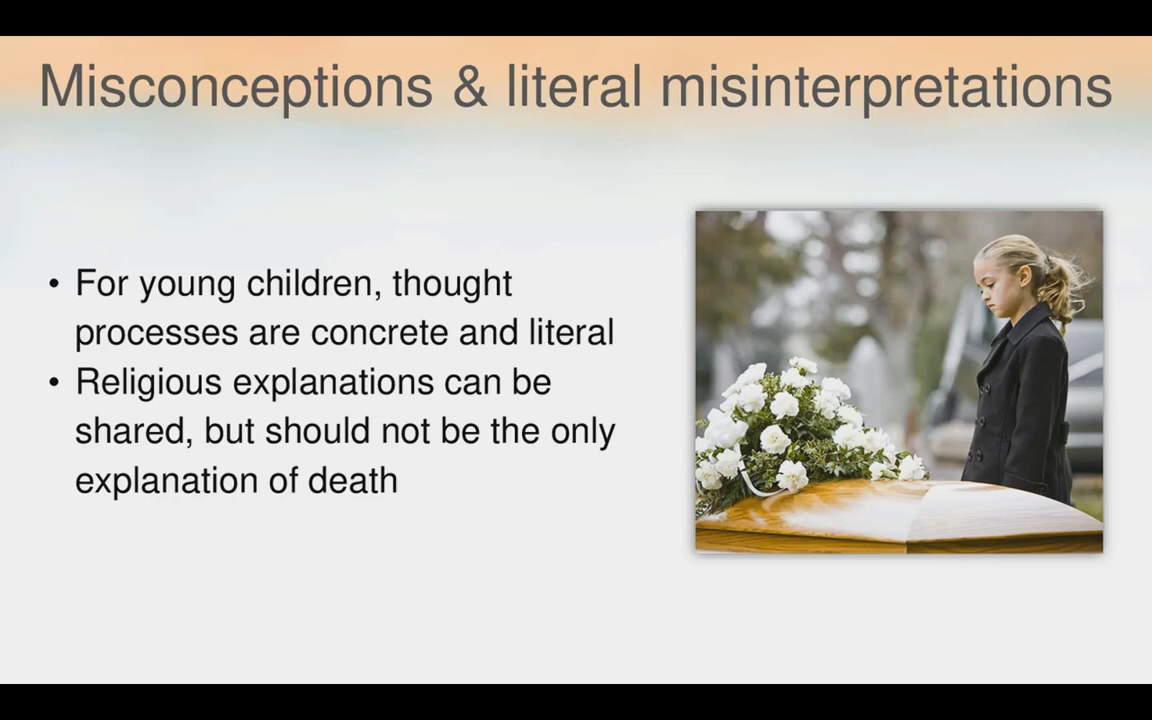 Misconceptions & literal misinterpretations
• For young children, thought
processes are concrete and literal
• Religious explanations can be
shared, but should not be the only
explanation of death